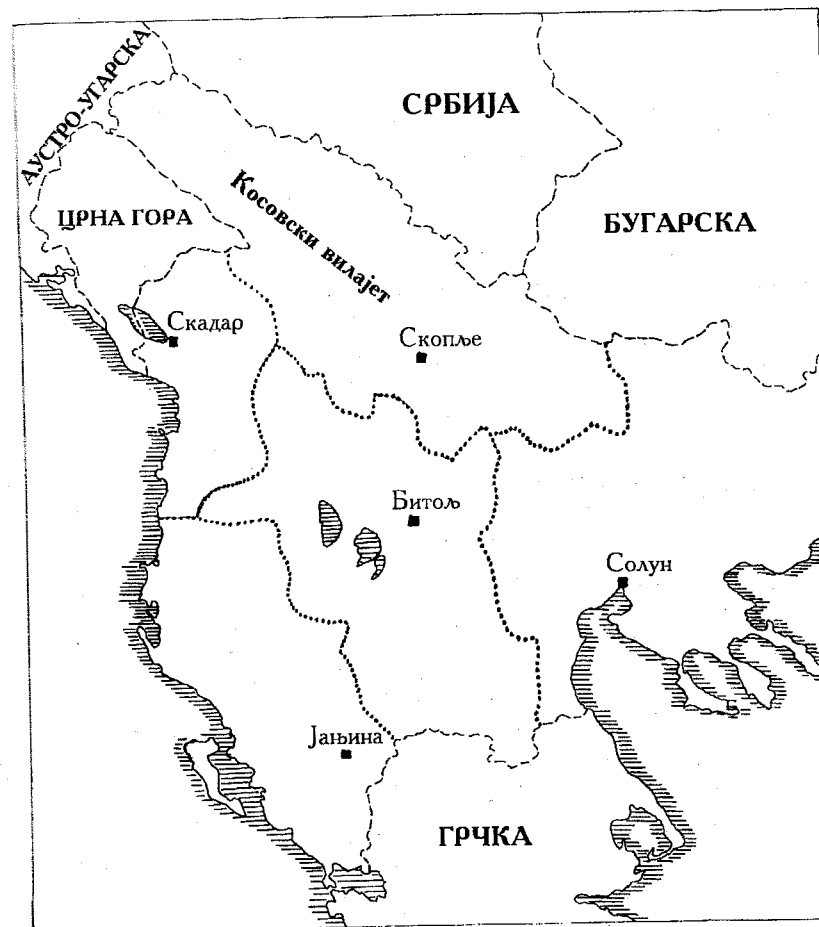 АУСТРО-УГАРСКА
СРБИЈА
ЦРНА ГОРА
Косовски вилајет
БУГАРСКА
Скадар
Скопље
Битољ
Солун
Јањина
ГРЧКА